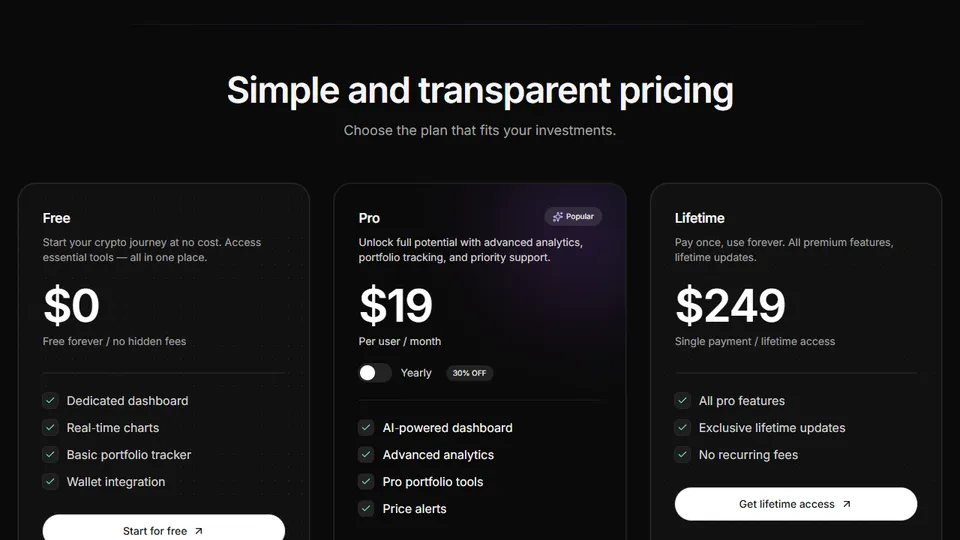 Simple and transparent pricing
Choose the plan that fits your investments.
Free
Start your crypto journey at no cost. Access
essential tools — all in one place.
$0
Free forever / no hidden fees
Dedicated dashboard
Real-time charts
Basic portfolio tracker
Wallet integration
Start for free
Pro
Popular
Unlock full potential with advanced analytics,
portfolio tracking, and priority support.
$19
Per user / month
Yearly
30% OFF
AI-powered dashboard
Advanced analytics
Pro portfolio tools
Price alerts
Lifetime
Pay once, use forever. All premium features,
lifetime updates.
$249
Single payment / lifetime access
All pro features
Exclusive lifetime updates
No recurring fees
Get lifetime access